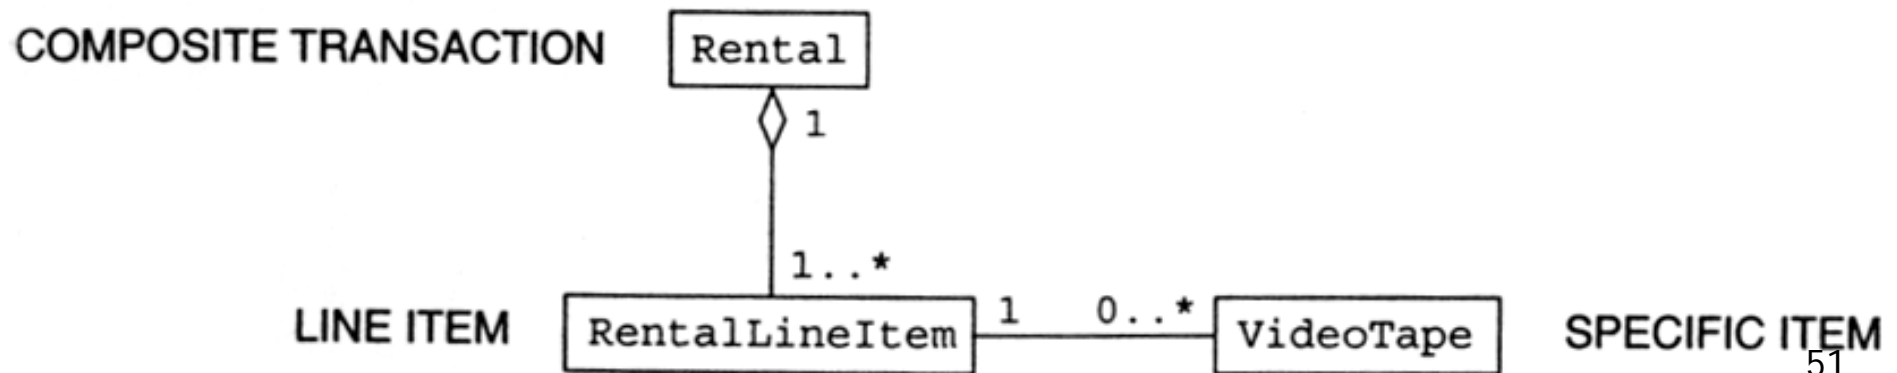 COMPOSITE TRANSACTION Rental
1
1..*
LINE ITEM RentalLineItem 1 0..* VideoTape SPECIFIC ITEM
51